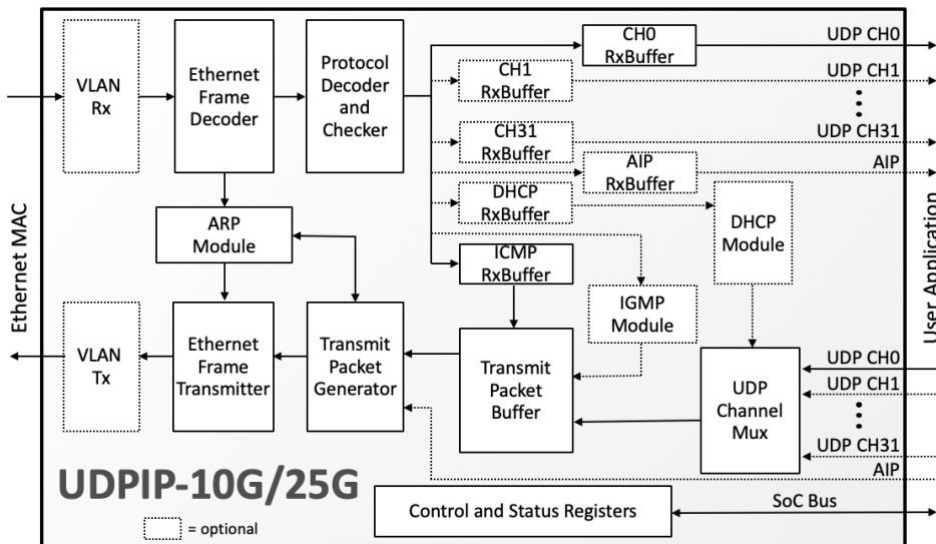 CH0
RxBuffer
UDP CH0
VLAN
Rx
Ethernet
Frame
Decoder
Protocol
Decoder
and
Checker
CH1
RxBuffer
UDP CH1
CH31
RxBuffer
UDP CH31
AIP
RxBuffer
AIP
DHCP
RxBuffer
DHCP
Module
ARP
Module
ICMP
RxBuffer
IGMP
Module
Ethernet MAC
User Application
VLAN
Tx
Ethernet
Frame
Transmitter
Transmit
Packet
Generator
Transmit
Packet
Buffer
UDP
Channel
Mux
UDP CH0
UDP CH1
UDP CH31
AIP
UDPIP-10G/25G
= optional
Control and Status Registers
SoC Bus